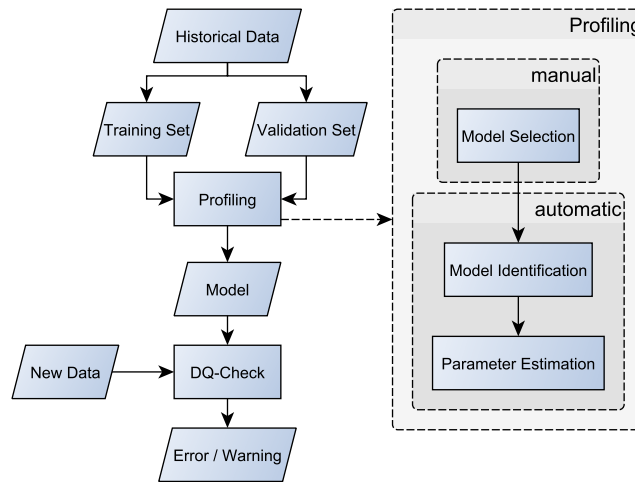 Historical Data
Training Set
Validation Set
Profiling
Model
New Data
DQ-Check
Error / Warning
Profiling
manual
Model Selection
automatic
Model Identification
Parameter Estimation